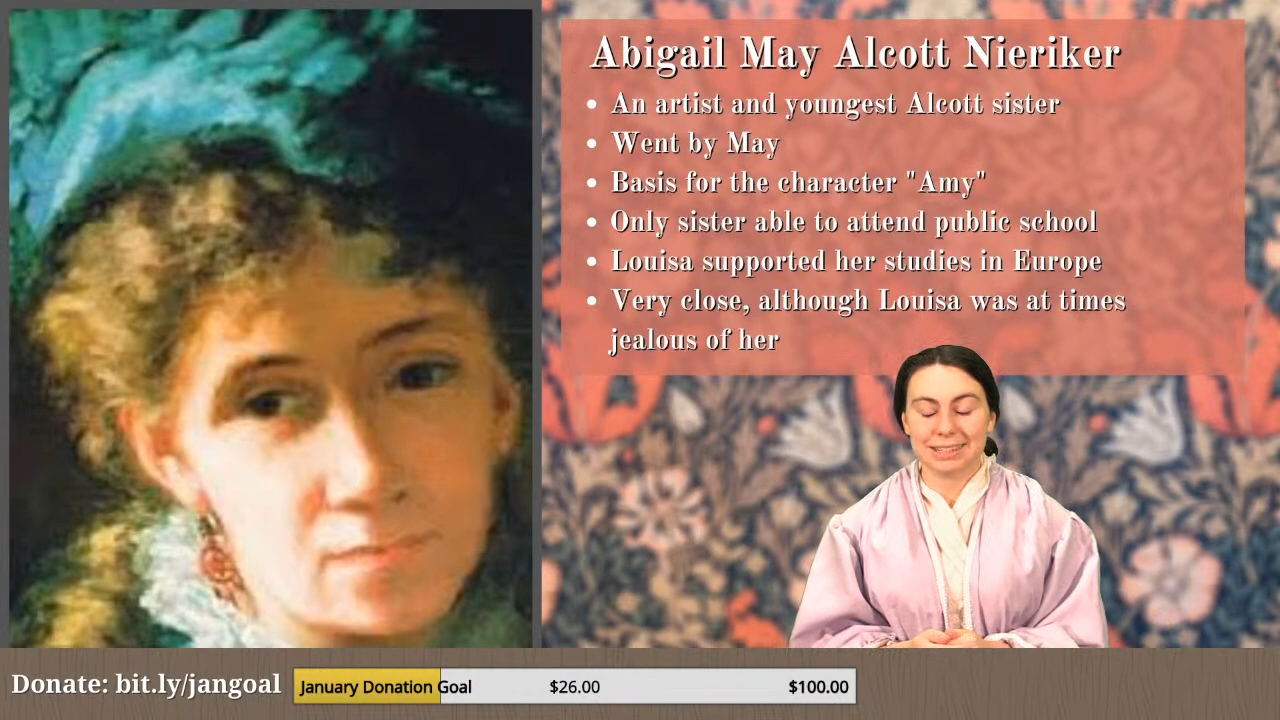 Abigail May Alcott Nieriker
• An artist and youngest Alcott sister
• Went by May
• Basis for the character "Amy"
• Only sister able to attend public school
• Louisa supported her studies in Europe
• Very close, although Louisa was at times
jealous of her
Donate: bit.ly/jangoal
January Donation Goal $26.00 $100.00